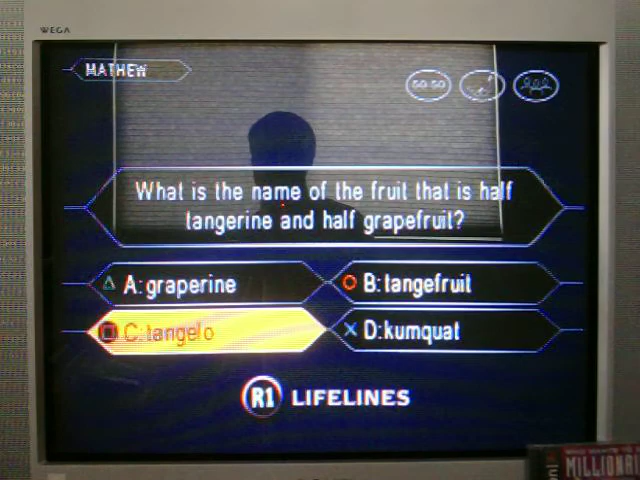 WEGA
MATHEW
50:50
What is the name of the fruit that is half
tangerine and half grapefruit?
A:graperine
B:tangefruit
C:tangelo
D:kumquat
R1 LIFELINES
MILLIONAI